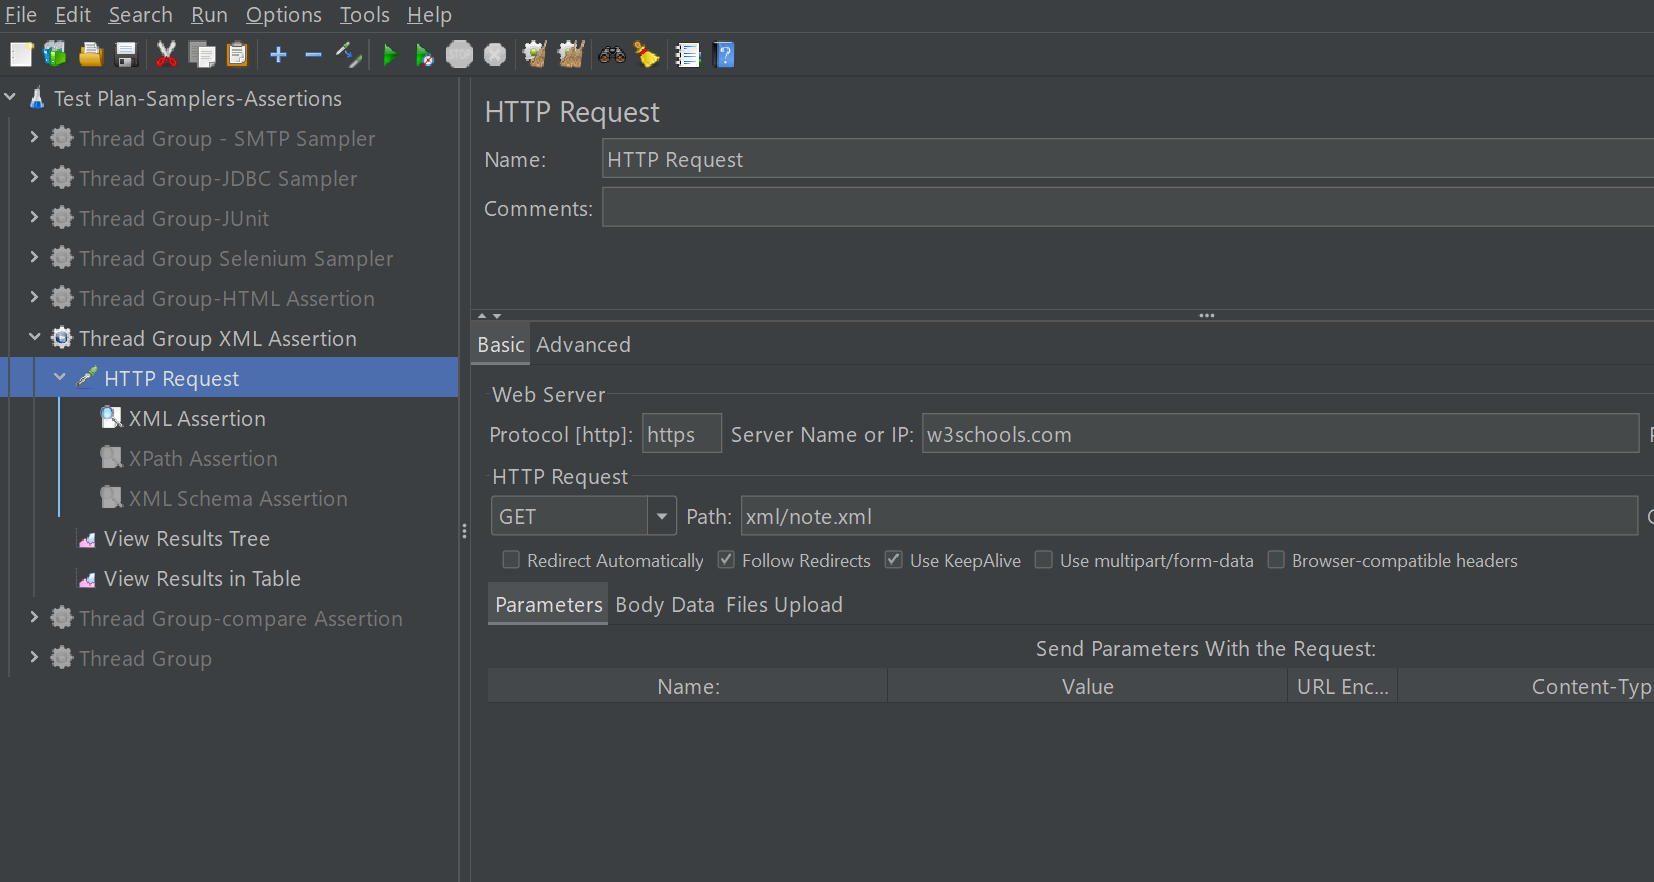 File Edit Search Run Options Tools Help
STOP
Test Plan-Samplers-Assertions
Thread Group - SMTP Sampler
Thread Group-JDBC Sampler
Thread Group-JUnit
Thread Group Selenium Sampler
Thread Group-HTML Assertion
Thread Group XML Assertion
HTTP Request
XML Assertion
XPath Assertion
XML Schema Assertion
View Results Tree
View Results in Table
Thread Group-compare Assertion
Thread Group
HTTP Request
Name: HTTP Request
Comments:
Basic Advanced
Web Server
Protocol [http]: https Server Name or IP: w3schools.com
HTTP Request
GET Path: xml/note.xml
Redirect Automatically Follow Redirects Use KeepAlive Use multipart/form-data Browser-compatible headers
Parameters Body Data Files Upload
Send Parameters With the Request:
Name: Value URL Enc... Content-Typ